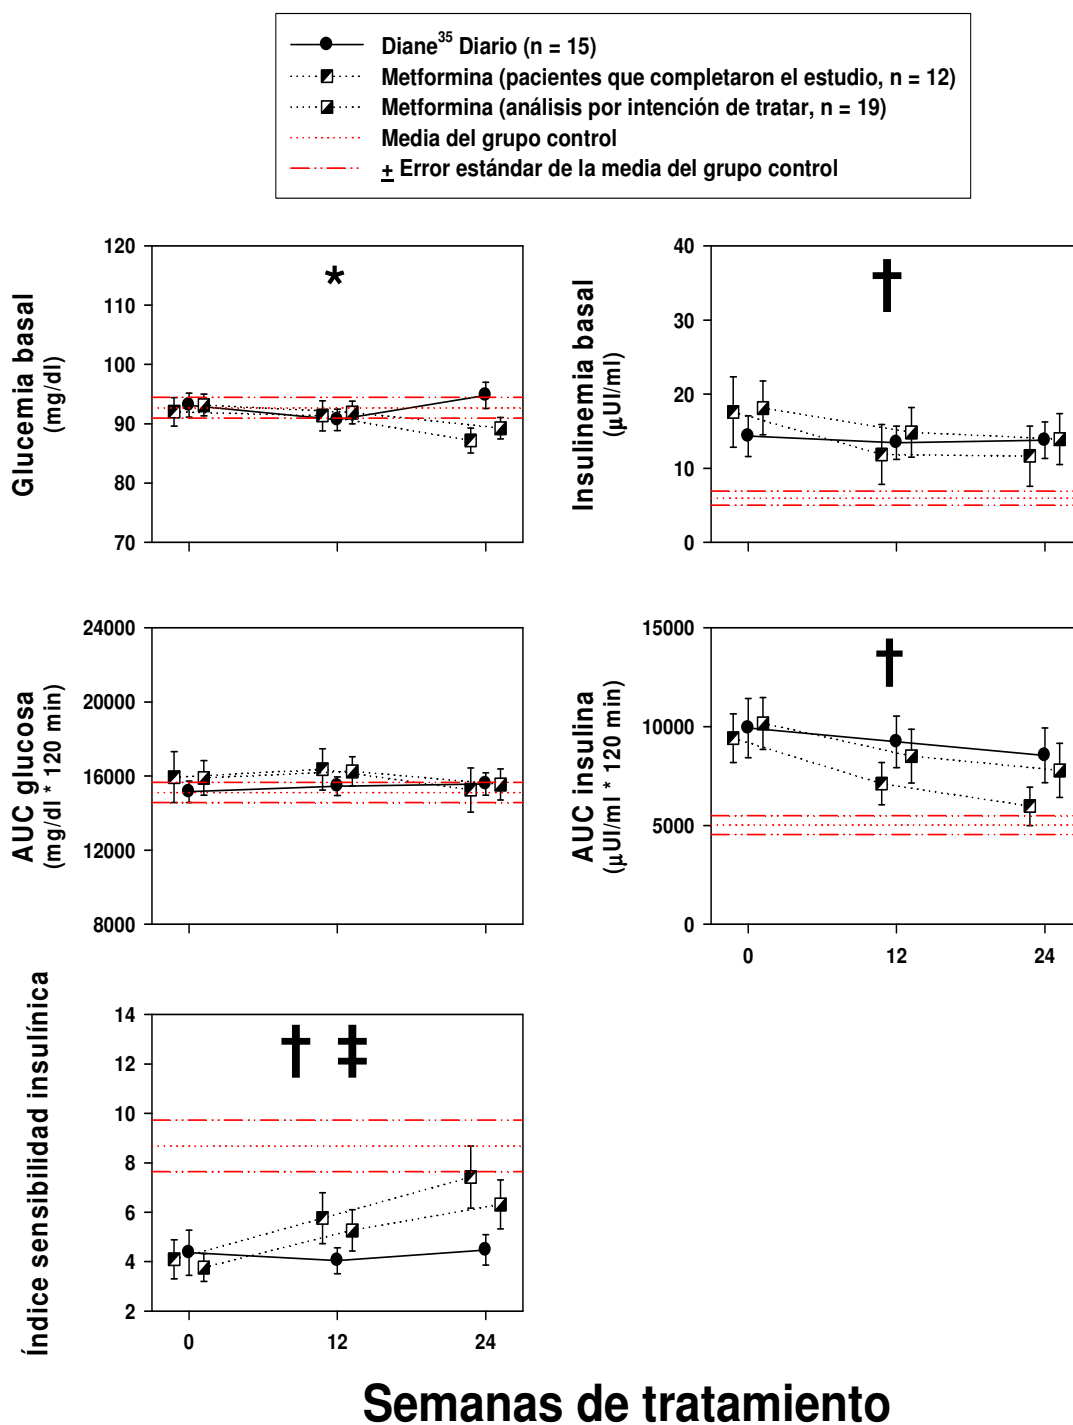 Diane35 Diario (n = 15)
Metformina (pacientes que completaron el estudio, n = 12)
Metformina (análisis por intención de tratar, n = 19)
Media del grupo control
± Error estándar de la media del grupo control
Glucemia basal
(mg/dl)
120
110
100
90
80
70
*
Insulinemia basal
(μUI/ml)
40
30
20
10
0
†
AUC glucosa
(mg/dl * 120 min)
24000
20000
16000
12000
8000
AUC insulina
(μUI/ml * 120 min)
15000
10000
5000
0
†
0 12 24
Índice sensibilidad insulínica
14
12
10
8
6
4
2
† ‡
0 12 24
Semanas de tratamiento